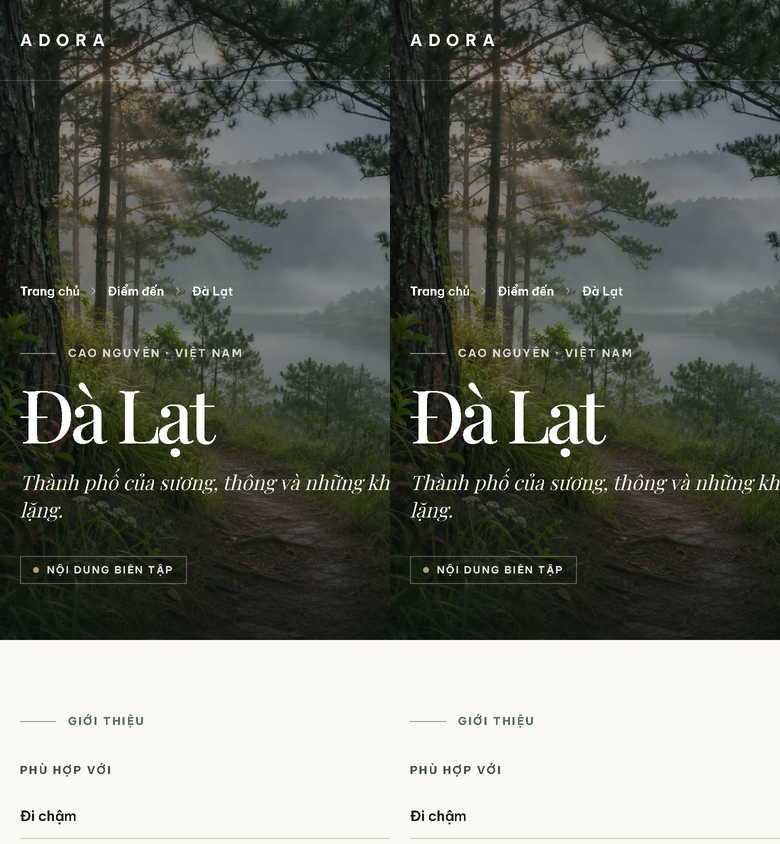 ADORA
Trang chủ > Điểm đến > Đà Lạt
CAO NGUYÊN · VIỆT NAM
Đà Lạt
Thành phố của sương, thông và những kh
lặng.
NỘI DUNG BIÊN TẬP
GIỚI THIỆU
PHÙ HỢP VỚI
Đi chậm
ADORA
Trang chủ > Điểm đến > Đà Lạt
CAO NGUYÊN · VIỆT NAM
Đà Lạt
Thành phố của sương, thông và những kh
lặng.
NỘI DUNG BIÊN TẬP
GIỚI THIỆU
PHÙ HỢP VỚI
Đi chậm